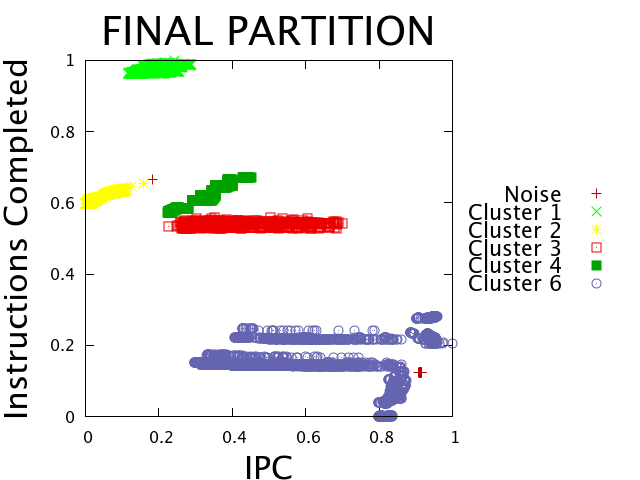 FINAL PARTITION
Instructions Completed
1
0.8
0.6
0.4
0.2
0
0 0.2 0.4 0.6 0.8 1
IPC
Noise
Cluster 1
Cluster 2
Cluster 3
Cluster 4
Cluster 6